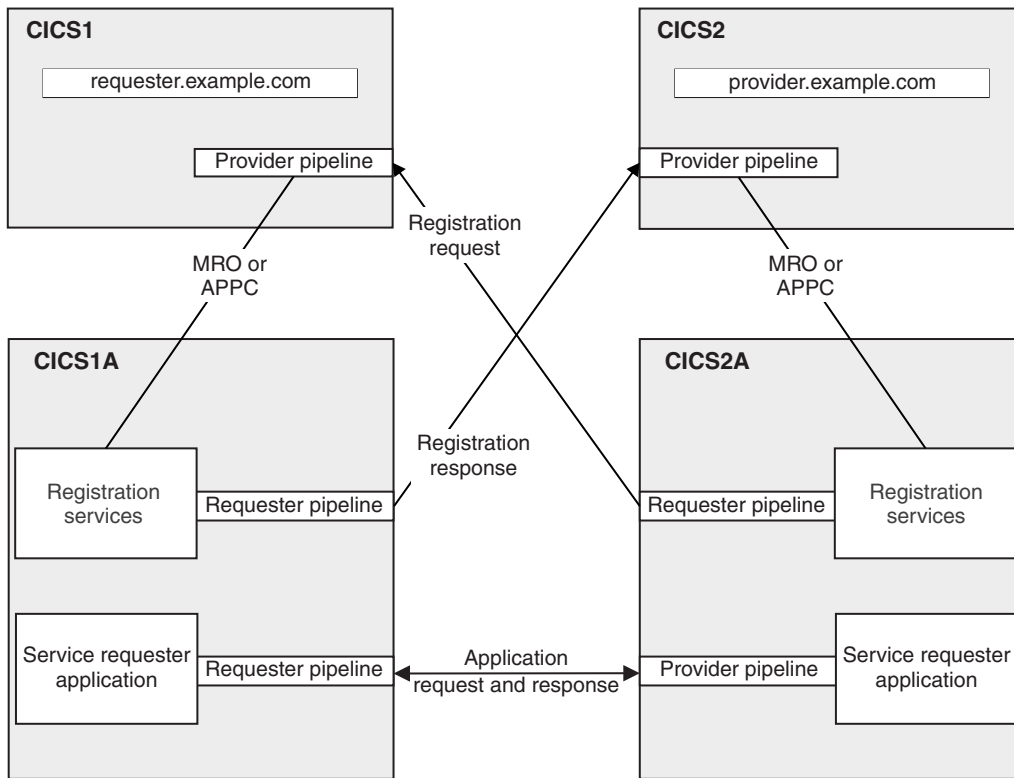 CICS1
requester.example.com
Provider pipeline
CICS2
provider.example.com
Provider pipeline
Registration
request
MRO or
APPC
MRO or
APPC
CICS1A
Registration
services
Requester pipeline
Registration
response
CICS2A
Requester pipeline
Registration
services
Service requester
application
Requester pipeline
Application
request and response
Provider pipeline
Service requester
application